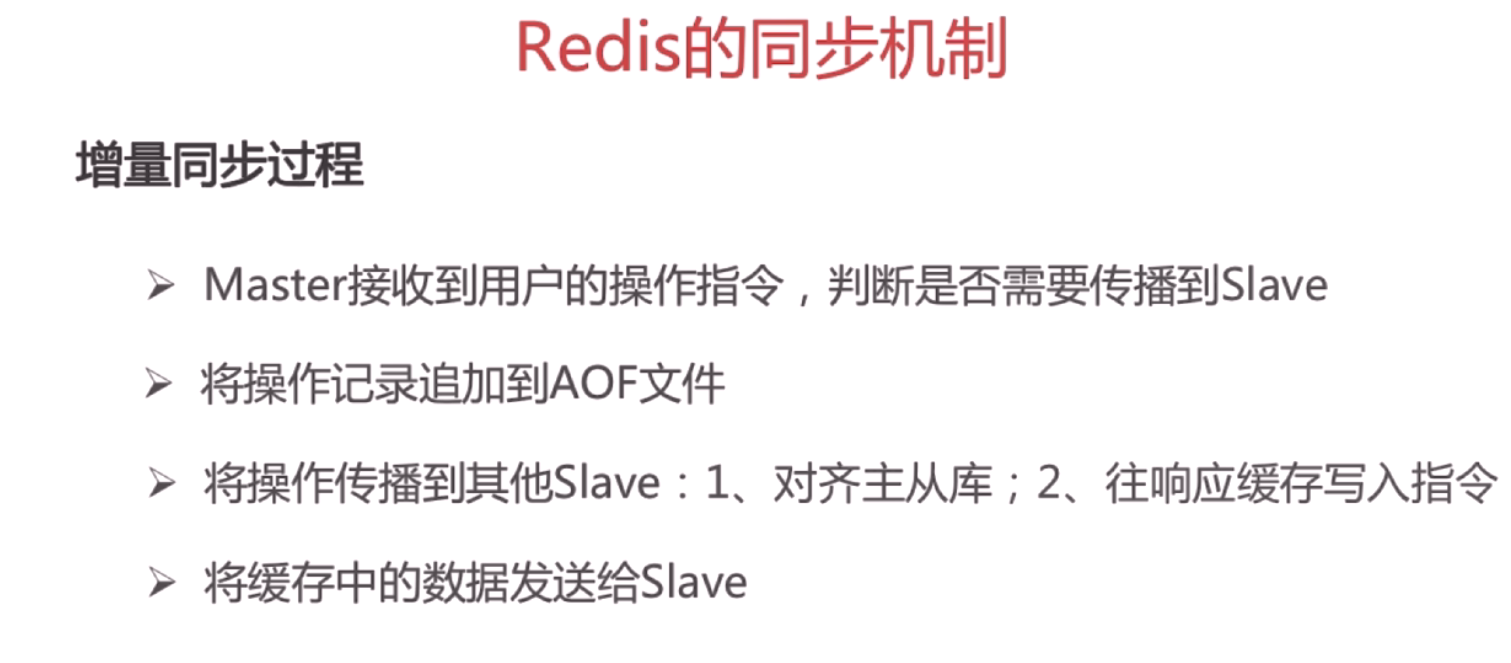 Redis的同步机制
增量同步过程
➢ Master接收到用户的操作指令，判断是否需要传播到Slave
➢ 将操作记录追加到AOF文件
➢ 将操作传播到其他Slave：1、对齐主从库；2、往响应缓存写入指令
➢ 将缓存中的数据发送给Slave